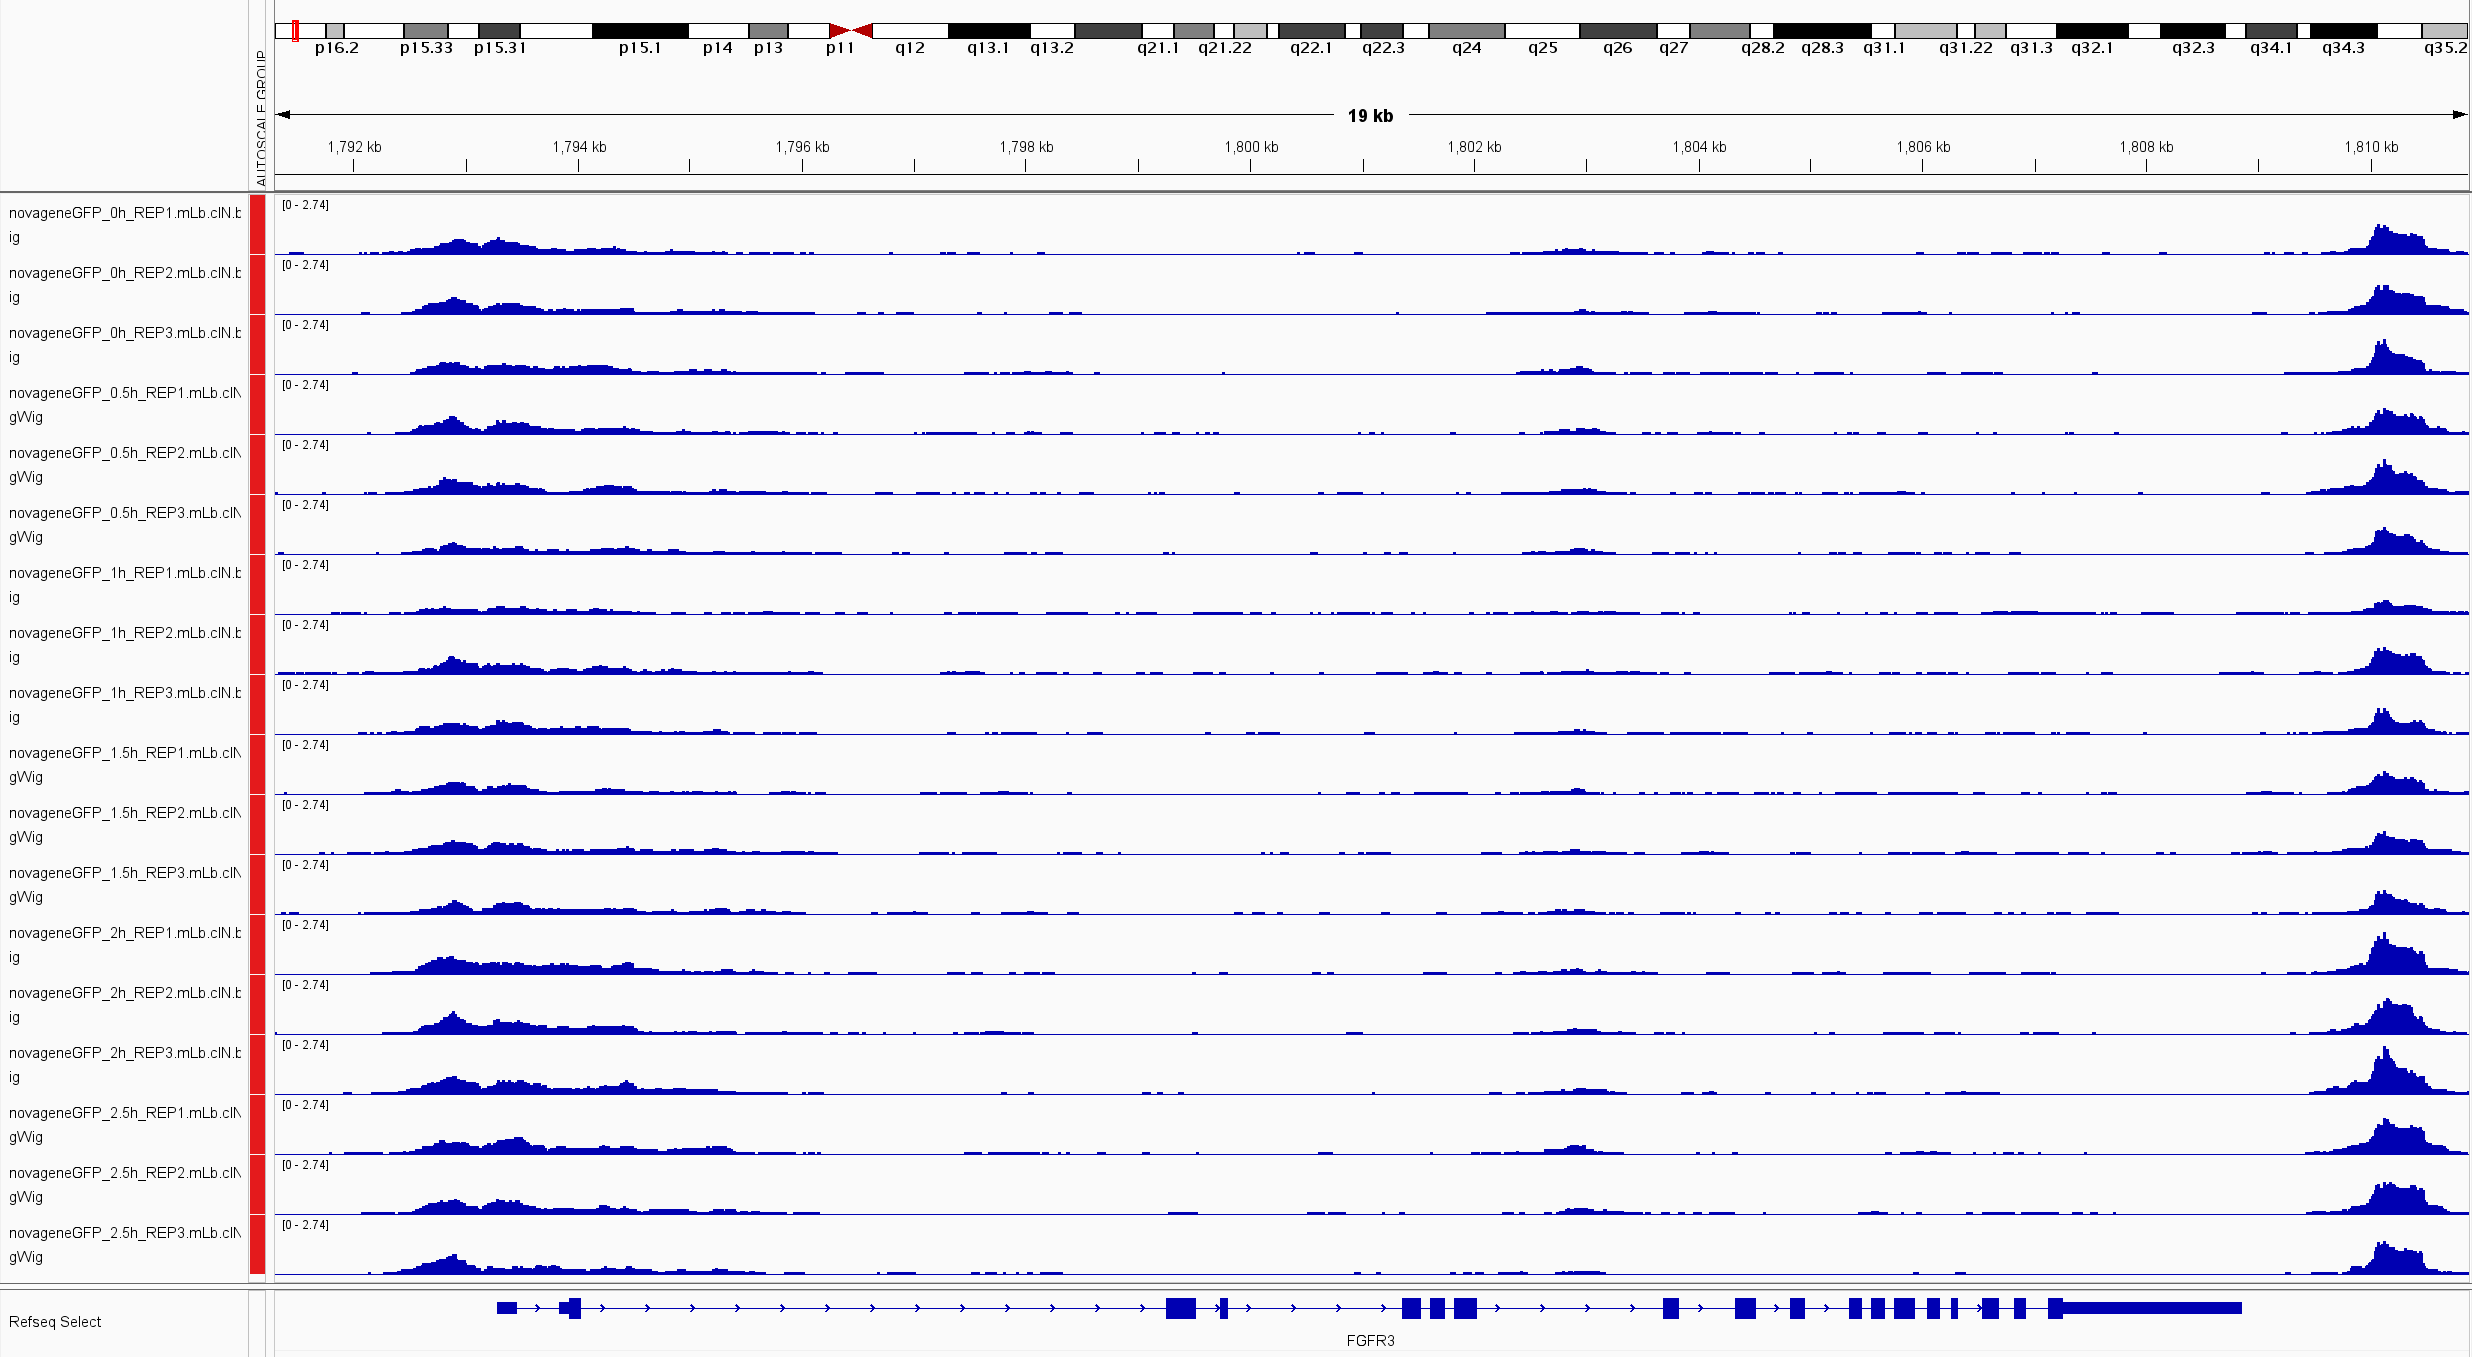 p16.2 p15.33 p15.31 p15.1 p14 p13 p11 q12 q13.1 q13.2 q21.1 q21.22 q22.1 q22.3 q24 q25 q26 q27 q28.2 q28.3 q31.1 q31.22 q31.3 q32.1 q32.3 q34.1 q34.3 q35.2
AUTOSCALE GROUP
19 kb
1,792 kb 1,794 kb 1,796 kb 1,798 kb 1,800 kb 1,802 kb 1,804 kb 1,806 kb 1,808 kb 1,810 kb
[0 - 2.74]
novageneGFP_0h_REP1.mLb.clN.b
ig
[0 - 2.74]
novageneGFP_0h_REP2.mLb.clN.b
ig
[0 - 2.74]
novageneGFP_0h_REP3.mLb.clN.b
ig
[0 - 2.74]
novageneGFP_0.5h_REP1.mLb.clN
gWig
[0 - 2.74]
novageneGFP_0.5h_REP2.mLb.clN
gWig
[0 - 2.74]
novageneGFP_0.5h_REP3.mLb.clN
gWig
[0 - 2.74]
novageneGFP_1h_REP1.mLb.clN.b
ig
[0 - 2.74]
novageneGFP_1h_REP2.mLb.clN.b
ig
[0 - 2.74]
novageneGFP_1h_REP3.mLb.clN.b
ig
[0 - 2.74]
novageneGFP_1.5h_REP1.mLb.clN
gWig
[0 - 2.74]
novageneGFP_1.5h_REP2.mLb.clN
gWig
[0 - 2.74]
novageneGFP_1.5h_REP3.mLb.clN
gWig
[0 - 2.74]
novageneGFP_2h_REP1.mLb.clN.b
ig
[0 - 2.74]
novageneGFP_2h_REP2.mLb.clN.b
ig
[0 - 2.74]
novageneGFP_2h_REP3.mLb.clN.b
ig
[0 - 2.74]
novageneGFP_2.5h_REP1.mLb.clN
gWig
[0 - 2.74]
novageneGFP_2.5h_REP2.mLb.clN
gWig
[0 - 2.74]
novageneGFP_2.5h_REP3.mLb.clN
gWig
Refseq Select
FGFR3